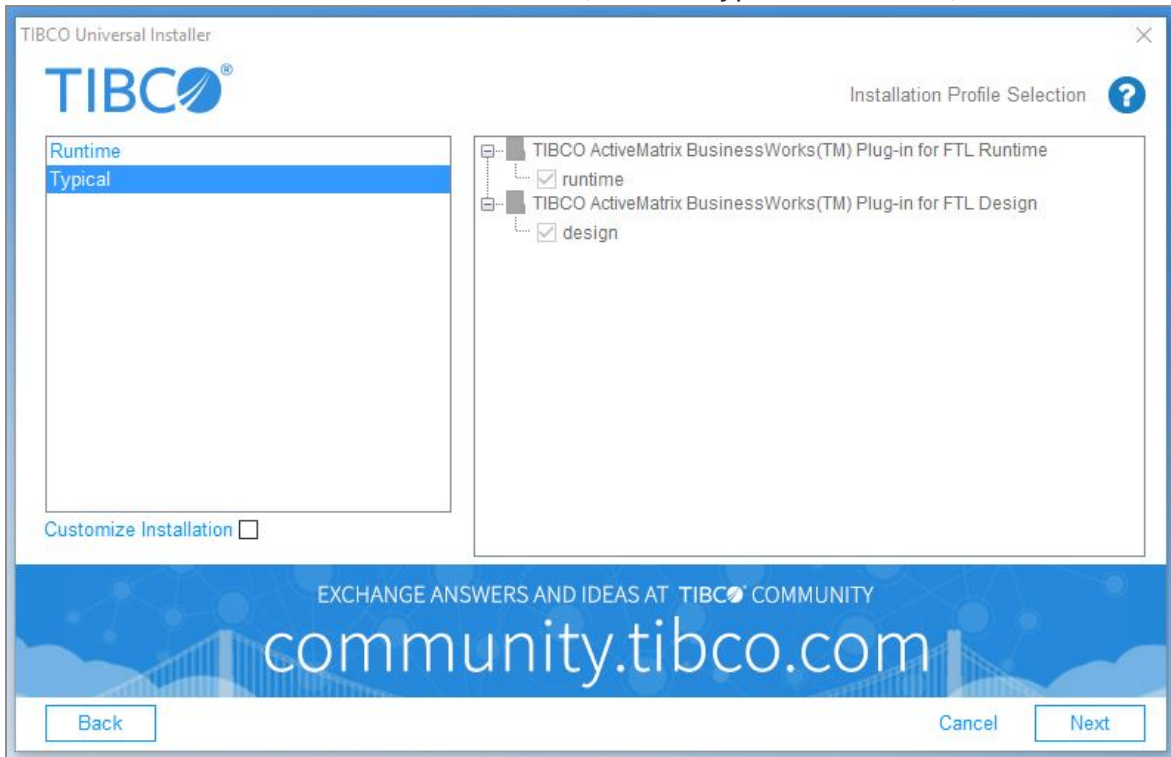 TIBCO Universal Installer
TIBCO®
Installation Profile Selection ?
Runtime
Typical
TIBCO ActiveMatrix BusinessWorks(TM) Plug-in for FTL Runtime
runtime
TIBCO ActiveMatrix BusinessWorks(TM) Plug-in for FTL Design
design
Customize Installation
EXCHANGE ANSWERS AND IDEAS AT TIBCO COMMUNITY
community.tibco.com
Back
Cancel
Next